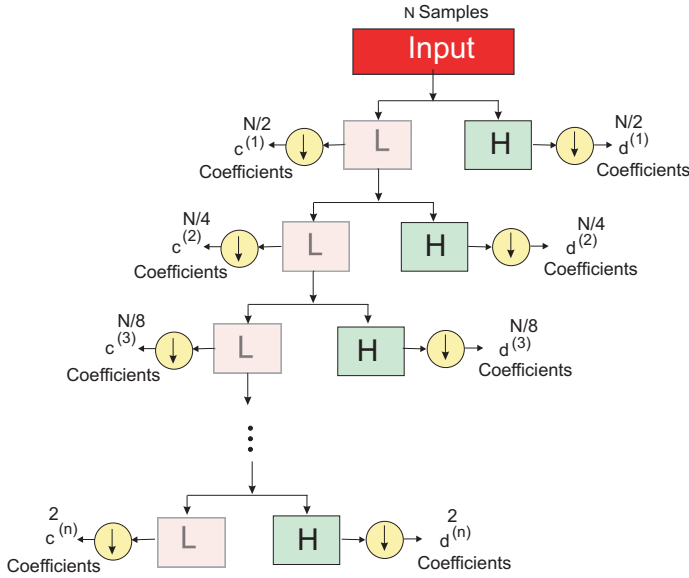 N Samples
Input
N/2
c(1)
Coefficients
L
H
N/2
d(1)
Coefficients
N/4
c(2)
Coefficients
L
H
N/4
d(2)
Coefficients
N/8
c(3)
Coefficients
L
H
N/8
d(3)
Coefficients
2
c(n)
Coefficients
L
H
2
d(n)
Coefficients